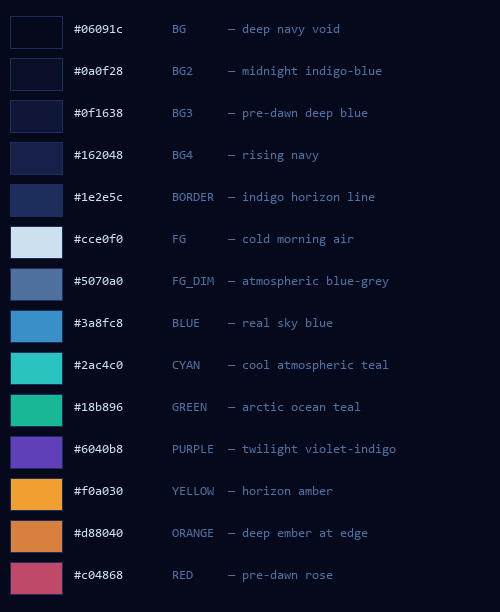 #06091c BG — deep navy void
#0a0f28 BG2 — midnight indigo-blue
#0f1638 BG3 — pre-dawn deep blue
#162048 BG4 — rising navy
#1e2e5c BORDER — indigo horizon line
#cce0f0 FG — cold morning air
#5070a0 FG_DIM — atmospheric blue-grey
#3a8fc8 BLUE — real sky blue
#2ac4c0 CYAN — cool atmospheric teal
#18b896 GREEN — arctic ocean teal
#6040b8 PURPLE — twilight violet-indigo
#f0a030 YELLOW — horizon amber
#d88040 ORANGE — deep ember at edge
#c04868 RED — pre-dawn rose